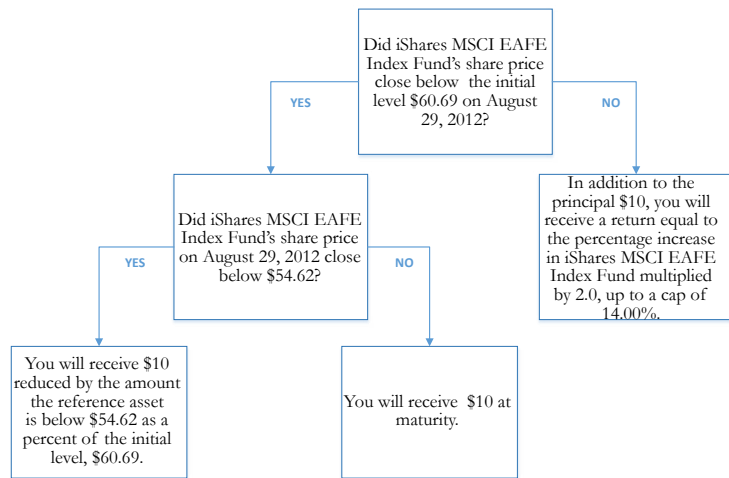 Did iShares MSCI EAFE
Index Fund's share price
close below the initial
level $60.69 on August
29, 2012?
YES
NO
Did iShares MSCI EAFE
Index Fund's share price
on August 29, 2012 close
below $54.62?
In addition to the
principal $10, you will
receive a return equal to
the percentage increase
in iShares MSCI EAFE
Index Fund multiplied
by 2.0, up to a cap of
14.00%.
YES
NO
You will receive $10
reduced by the amount
the reference asset
is below $54.62 as a
percent of the initial
level, $60.69.
You will receive $10 at
maturity.